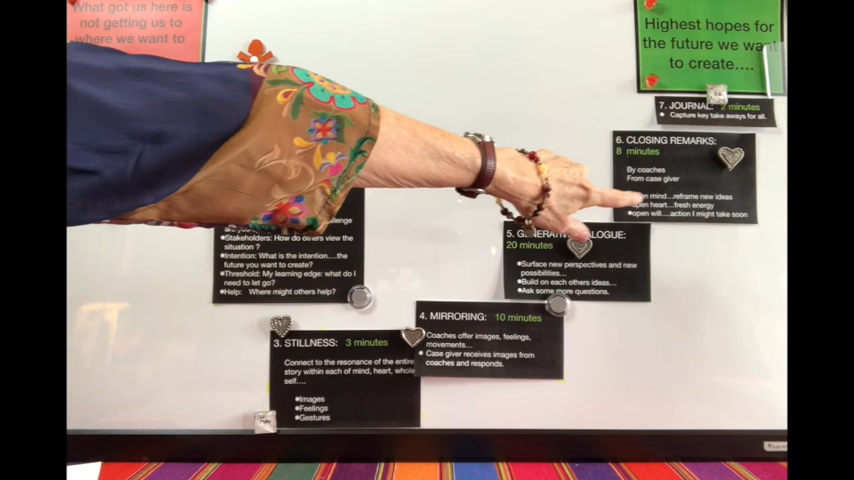 What got us here is
not getting us to
where we want to
Highest hopes for
the future we want
to create....
7. JOURNAL: 2 minutes
Capture key take aways for all.
6. CLOSING REMARKS:
8 minutes
By coaches
From case giver
mind...reframe new ideas
open heart...fresh energy
open will....action I might take soon
5. GENERATIVE DIALOGUE:
20 minutes
Surface new perspectives and new
possibilities...
Build on each others ideas...
Ask some more questions.
4. MIRRORING: 10 minutes
Coaches offer images, feelings,
movements...
Case giver receives images from
coaches and responds.
3. STILLNESS: 3 minutes
Connect to the resonance of the entire
story within each of mind, heart, whole
self....
Images
Feelings
Gestures
Stakeholders: How do others view the
situation ?
Intention: What is the intention....the
future you want to create?
Threshold: My learning edge: what do I
need to let go?
Help: Where might others help?